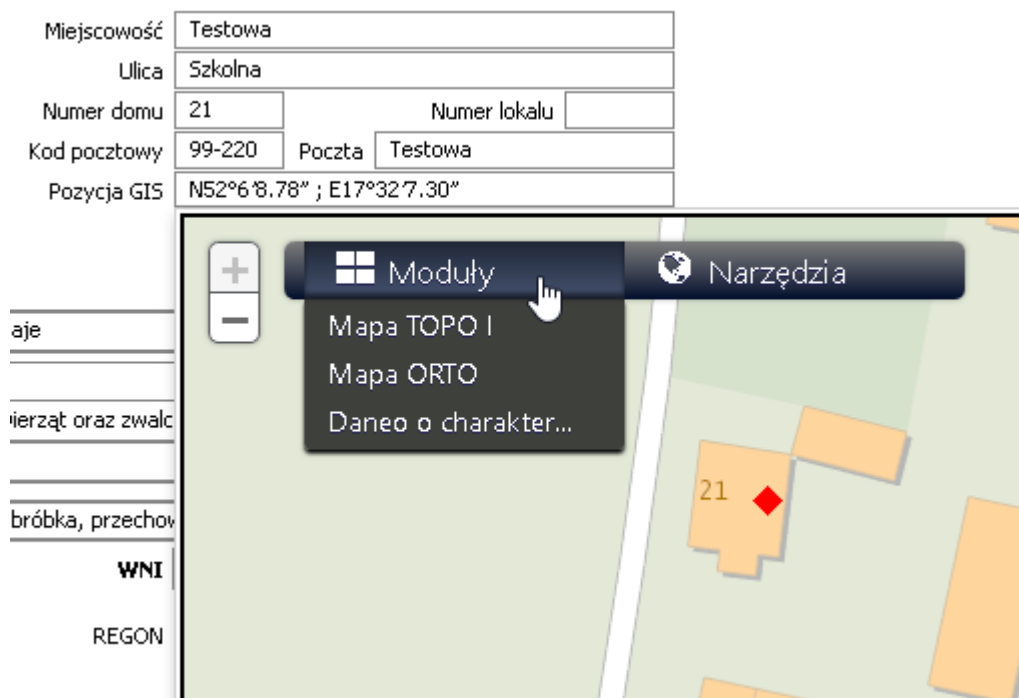 Miejscowość Testowa
Ulica Szkolna
Numer domu 21 Numer lokalu
Kod pocztowy 99-220 Poczta Testowa
Pozycja GIS N52°6'8.78" ; E17°32'7.30"
Moduły Narzędzia
Mapa TOPO I
aje
Mapa ORTO
ierząt oraz zwalc
Daneo o charakter...
21
bróbka, przechow
WNI
REGON